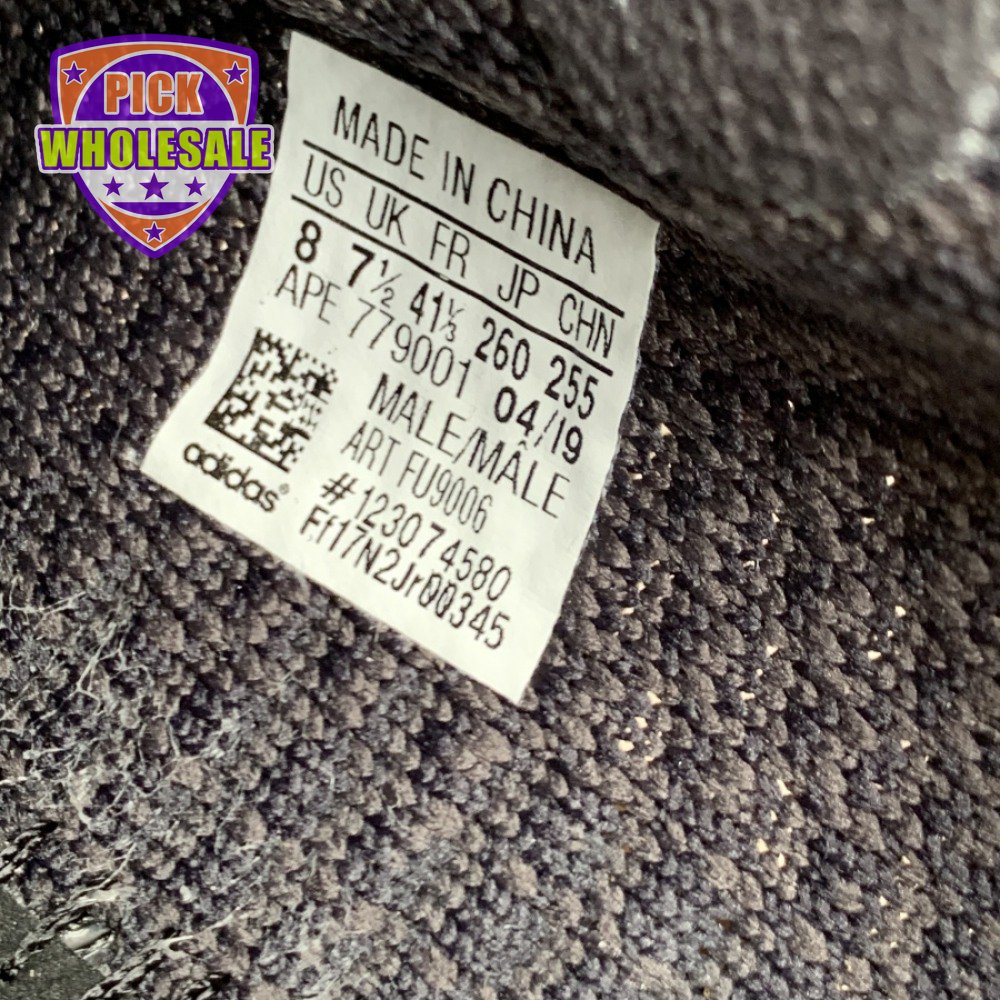 PICK
WHOLESALE
MADE IN CHINA
US UK FR JP CHN
8 7½ 41⅓ 260 255
APE 779001 04/19
MALE/MÂLE
ART FU9006
adidas®
#123074580
Ff17N2Jr00345